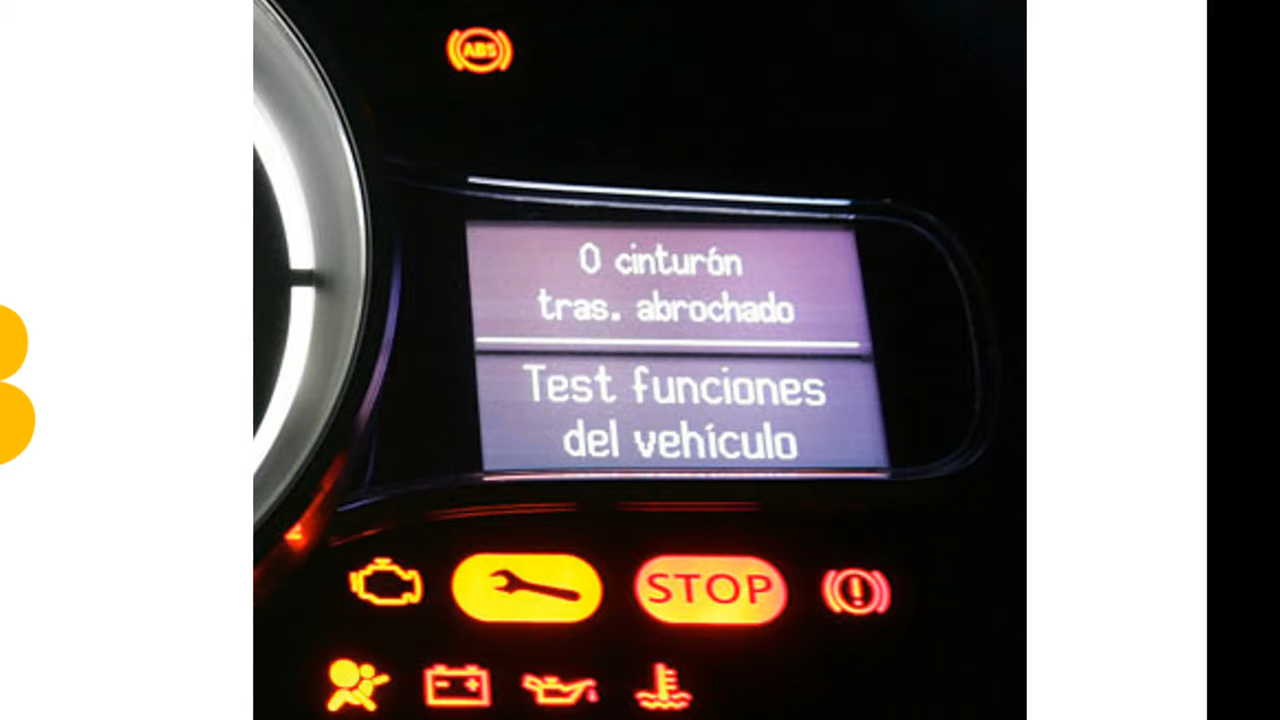 ABS
0 cinturón
tras. abrochado
Test funciones
del vehículo
STOP